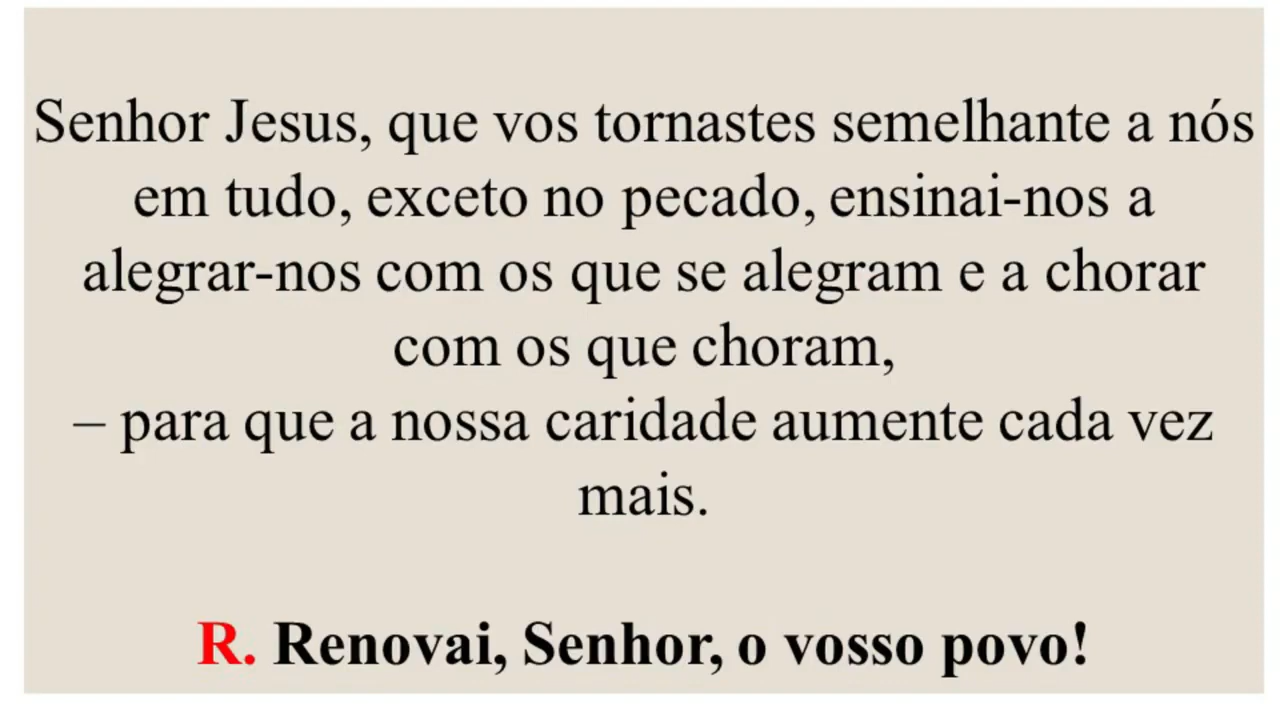 Senhor Jesus, que vos tornastes semelhante a nós
em tudo, exceto no pecado, ensinai-nos a
alegrar-nos com os que se alegram e a chorar
com os que choram,
– para que a nossa caridade aumente cada vez
mais.
R. Renovai, Senhor, o vosso povo!